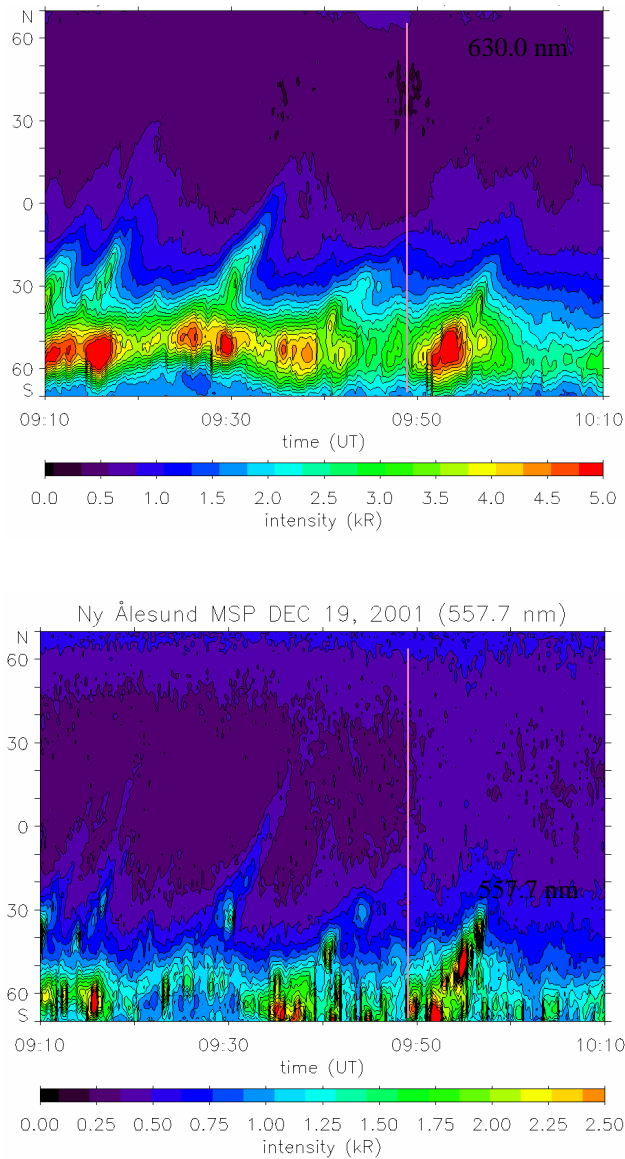 N
60
630.0 nm
30
0
30
60
S
09:10 09:30 09:50 10:10
time (UT)
0.0 0.5 1.0 1.5 2.0 2.5 3.0 3.5 4.0 4.5 5.0
intensity (kR)
Ny Ålesund MSP DEC 19, 2001 (557.7 nm)
N
60
30
0
30
557.7 nm
60
S
09:10 09:30 09:50 10:10
time (UT)
0.00 0.25 0.50 0.75 1.00 1.25 1.50 1.75 2.00 2.25 2.50
intensity (kR)